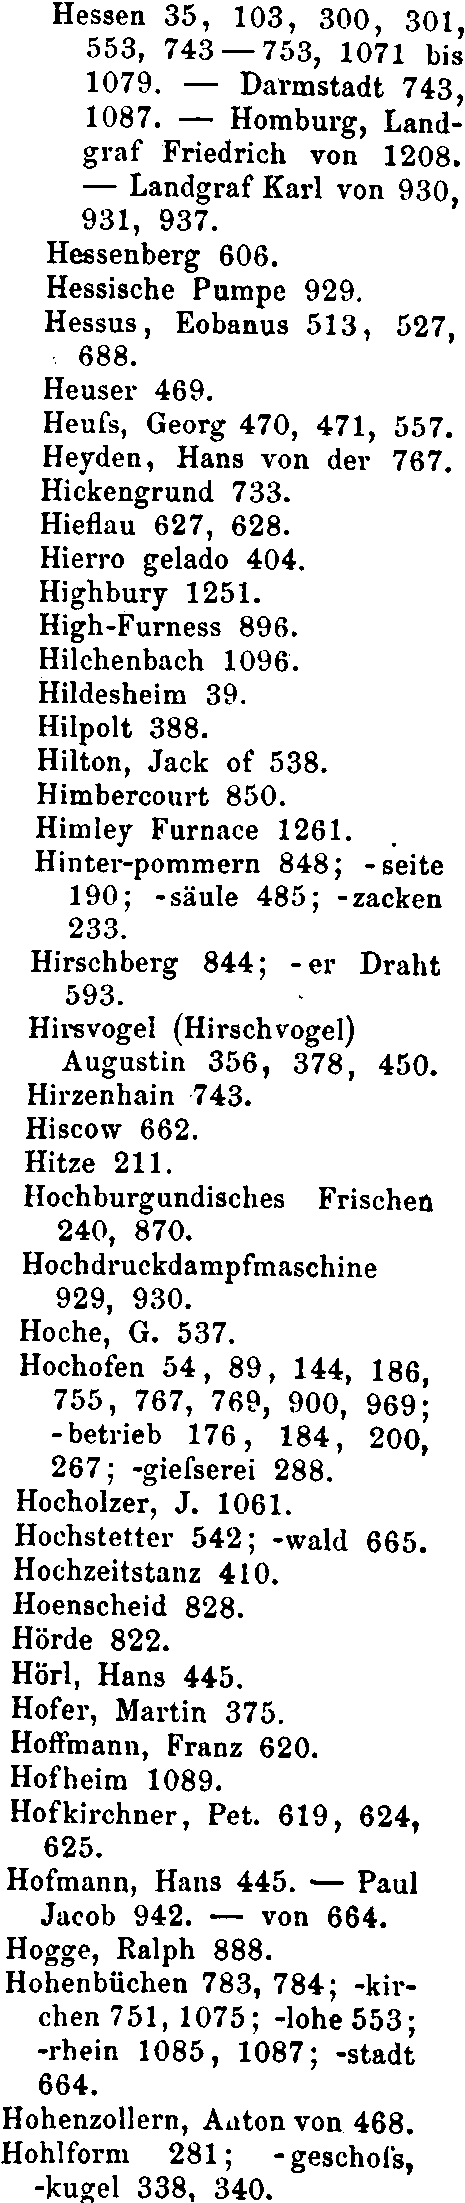 Hessen 35, 103, 300, 301,
553, 743—753, 1071 bis
1079. — Darmstadt 743,
1087. — Homburg, Land-
graf Friedrich von 1208.
— Landgraf Karl von 930,
931, 937.
Hessenberg 606.
Hessische Pumpe 929.
Hessus, Eobanus 513, 527,
688.
Heuser 469.
Heuſs, Georg 470, 471, 557.
Heyden, Hans von der 767.
Hickengrund 733.
Hieflau 627, 628.
Hierro gelado 404.
Highbury 1251.
High-Furness 896.
Hilchenbach 1096.
Hildesheim 39.
Hilpolt 388.
Hilton, Jack of 538.
Himbercourt 850.
Himley Furnace 1261.
Hinter-pommern 848; -seite
190; -säule 485; -zacken
233.
Hirschberg 844; -er Draht
593.
Hirsvogel (Hirschvogel)
Augustin 356, 378, 450.
Hirzenhain 743.
Hiscow 662.
Hitze 211.
Hochburgundisches Frischen
240, 870.
Hochdruckdampfmaschine
929, 930.
Hoche, G. 537.
Hochofen 54, 89, 144, 186,
755, 767, 769, 900, 969;
-betrieb 176, 184, 200,
267; -gieſserei 288.
Hocholzer, J. 1061.
Hochstetter 542; -wald 665.
Hochzeitstanz 410.
Hoenscheid 828.
Hörde 822.
Hörl, Hans 445.
Hofer, Martin 375.
Hoffmann, Franz 620.
Hofheim 1089.
Hofkirchner, Pet. 619, 624,
625.
Hofmann, Hans 445. — Paul
Jacob 942. — von 664.
Hogge, Ralph 888.
Hohenbüchen 783, 784; -kir-
chen 751, 1075; -lohe 553;
-rhein 1085, 1087; -stadt
664.
Hohenzollern, Anton von 468.
Hohlform 281; -geschoſs,
-kugel 338, 340.